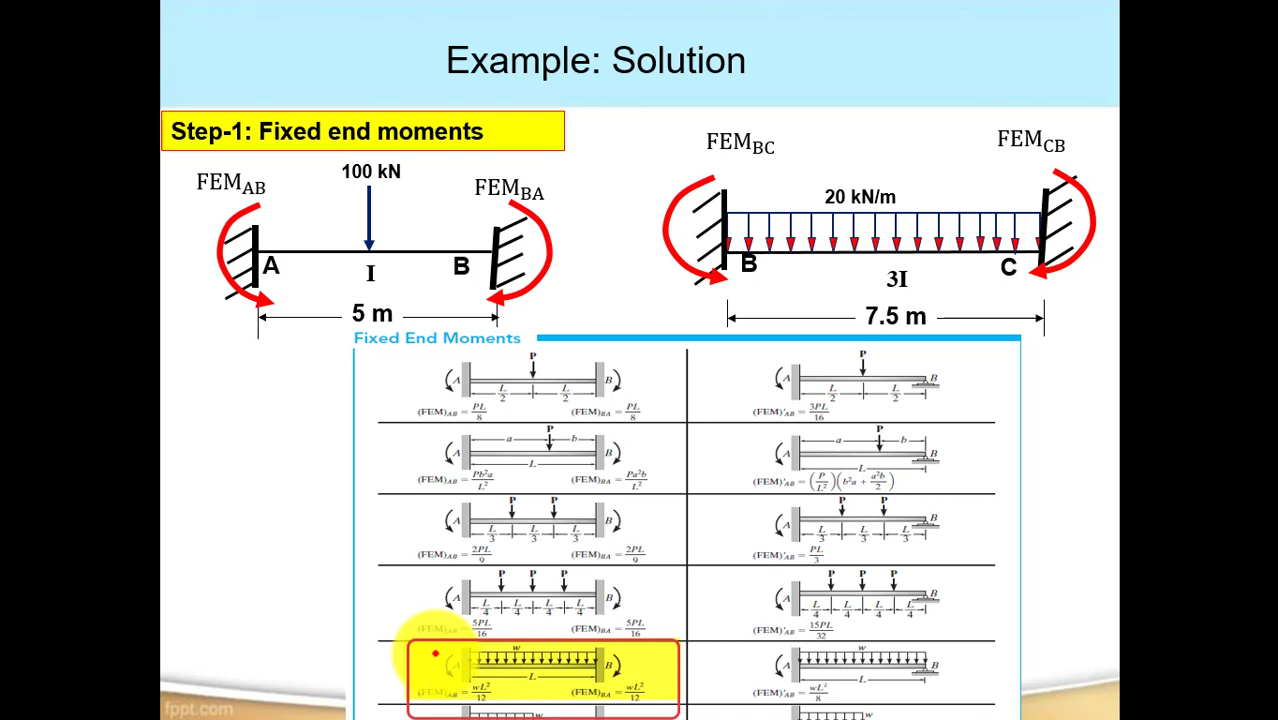 Example: Solution
Step-1: Fixed end moments
FEM_AB
100 kN
FEM_BA
A
I
B
5 m
FEM_BC
FEM_CB
20 kN/m
B
3I
C
7.5 m
Fixed End Moments
P
A B
L/2 L/2
(FEM)_AB = PL/8 (FEM)_BA = PL/8
P
A B
L/2 L/2
(FEM)'_AB = 3PL/16
P
a b
A B
L
(FEM)_AB = Pb²a/L² (FEM)_BA = Pa²b/L²
P
a b
A B
L
(FEM)'_AB = (P/L²)(b²a + a²b/2)
P P
A B
L/3 L/3 L/3
(FEM)_AB = 2PL/9 (FEM)_BA = 2PL/9
P P
A B
L/3 L/3 L/3
(FEM)'_AB = PL/3
P P P
A B
L/4 L/4 L/4 L/4
(FEM)_AB = 5PL/16 (FEM)_BA = 5PL/16
P P P
A B
L/4 L/4 L/4 L/4
(FEM)'_AB = 15PL/32
w
A B
L
(FEM)_AB = wL²/12 (FEM)_BA = wL²/12
w
A B
L
(FEM)'_AB = wL²/8
w
w
fppt.com